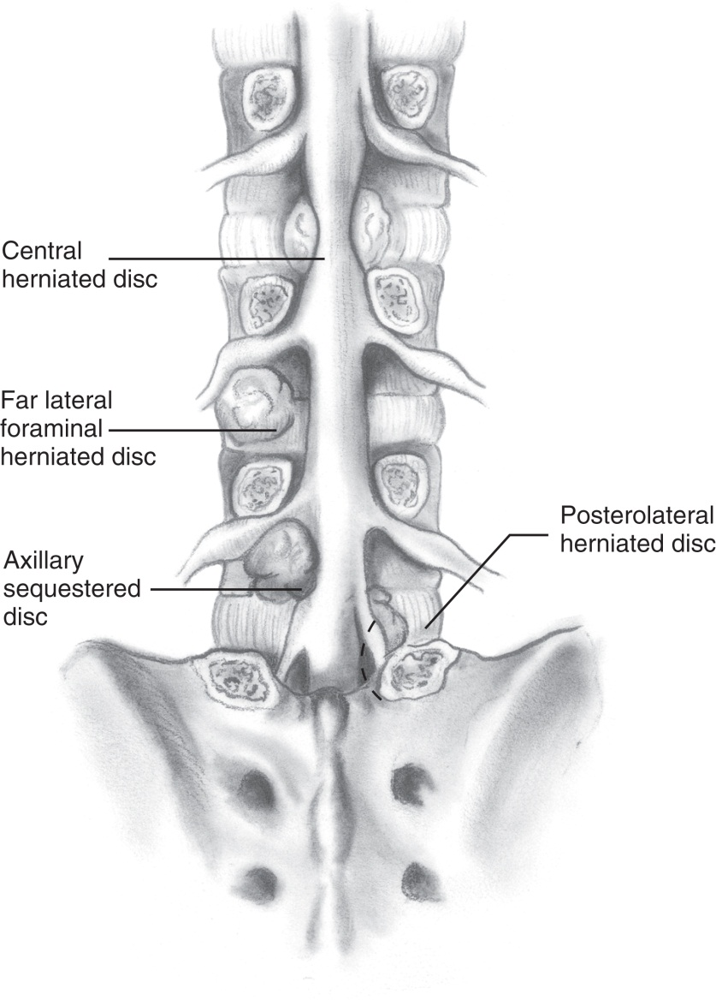 Central
herniated disc
Far lateral
foraminal
herniated disc
Posterolateral
herniated disc
Axillary
sequestered
disc